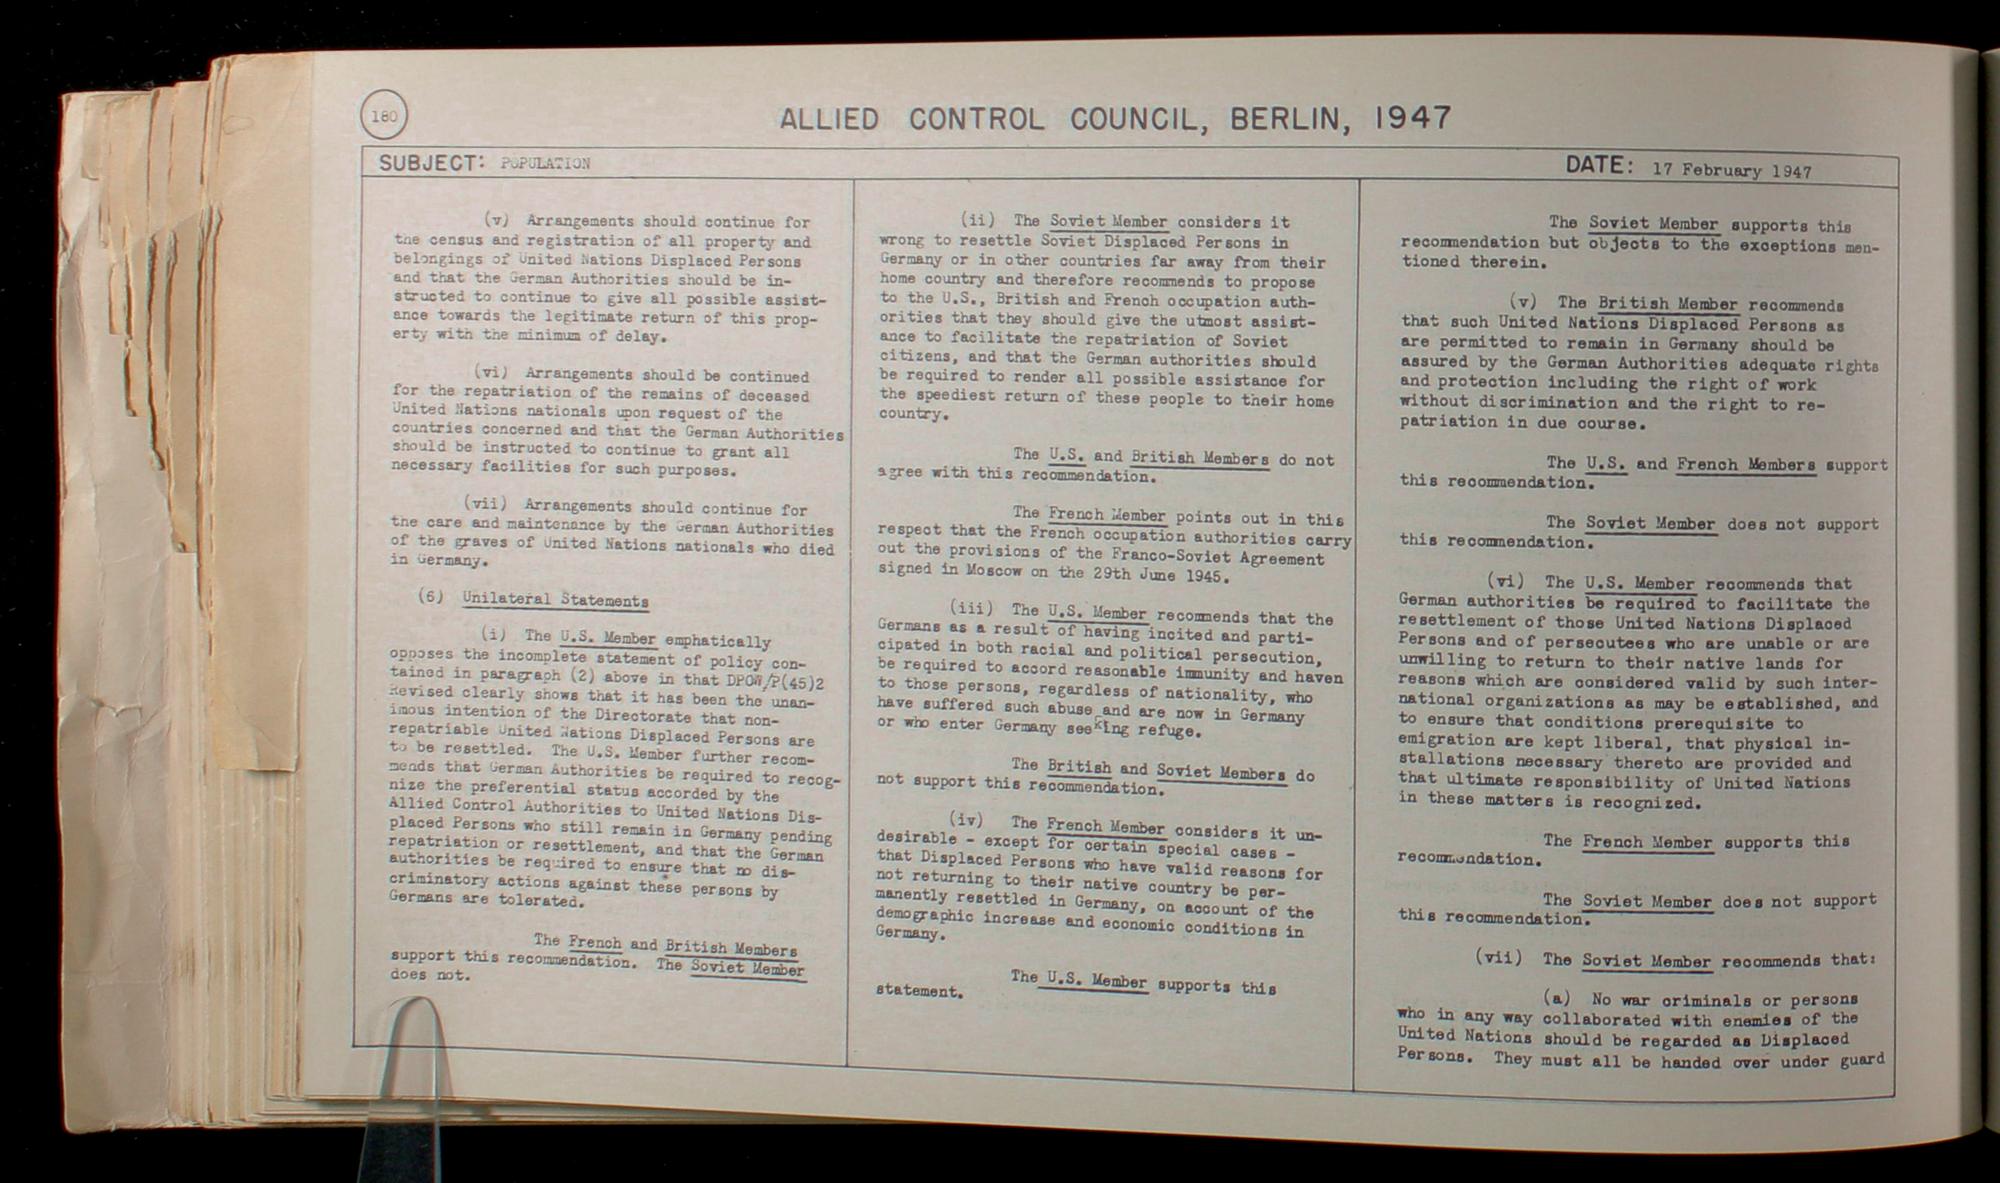 180
ALLIED CONTROL COUNCIL, BERLIN, 1947
SUBJECT: POPULATION
DATE: 17 February 1947
(v) Arrangements should continue for
the census and registration of all property and
belongings of United Nations Displaced Persons
and that the German Authorities should be in-
structed to continue to give all possible assist-
ance towards the legitimate return of this prop-
erty with the minimum of delay.
(vi) Arrangements should be continued
for the repatriation of the remains of deceased
United Nations nationals upon request of the
countries concerned and that the German Authorities
should be instructed to continue to grant all
necessary facilities for such purposes.
(vii) Arrangements should continue for
the care and maintenance by the German Authorities
of the graves of United Nations nationals who died
in Germany.
(6) Unilateral Statements
(i) The U.S. Member emphatically
opposes the incomplete statement of policy con-
tained in paragraph (2) above in that DPOW/P(45)2
Revised clearly shows that it has been the unan-
imous intention of the Directorate that non-
repatriable United Nations Displaced Persons are
to be resettled. The U.S. Member further recom-
mends that German Authorities be required to recog-
nize the preferential status accorded by the
Allied Control Authorities to United Nations Dis-
placed Persons who still remain in Germany pending
repatriation or resettlement, and that the German
authorities be required to ensure that no dis-
criminatory actions against these persons by
Germans are tolerated.
The French and British Members
support this recommendation. The Soviet Member
does not.
(ii) The Soviet Member considers it
wrong to resettle Soviet Displaced Persons in
Germany or in other countries far away from their
home country and therefore recommends to propose
to the U.S., British and French occupation auth-
orities that they should give the utmost assist-
ance to facilitate the repatriation of Soviet
citizens, and that the German authorities should
be required to render all possible assistance for
the speediest return of these people to their home
country.
The U.S. and British Members do not
agree with this recommendation.
The French Member points out in this
respect that the French occupation authorities carry
out the provisions of the Franco-Soviet Agreement
signed in Moscow on the 29th June 1945.
(iii) The U.S. Member recommends that the
Germans as a result of having incited and parti-
cipated in both racial and political persecution,
be required to accord reasonable immunity and haven
to those persons, regardless of nationality, who
have suffered such abuse and are now in Germany
or who enter Germany seeking refuge.
The British and Soviet Members do
not support this recommendation.
(iv) The French Member considers it un-
desirable - except for certain special cases -
that Displaced Persons who have valid reasons for
not returning to their native country be per-
manently resettled in Germany, on account of the
demographic increase and economic conditions in
Germany.
The U.S. Member supports this
statement.
The Soviet Member supports this
recommendation but objects to the exceptions men-
tioned therein.
(v) The British Member recommends
that such United Nations Displaced Persons as
are permitted to remain in Germany should be
assured by the German Authorities adequate rights
and protection including the right of work
without discrimination and the right to re-
patriation in due course.
The U.S. and French Members support
this recommendation.
The Soviet Member does not support
this recommendation.
(vi) The U.S. Member recommends that
German authorities be required to facilitate the
resettlement of those United Nations Displaced
Persons and of persecutees who are unable or are
unwilling to return to their native lands for
reasons which are considered valid by such inter-
national organizations as may be established, and
to ensure that conditions prerequisite to
emigration are kept liberal, that physical in-
stallations necessary thereto are provided and
that ultimate responsibility of United Nations
in these matters is recognized.
The French Member supports this
recommendation.
The Soviet Member does not support
this recommendation.
(vii) The Soviet Member recommends that:
(a) No war criminals or persons
who in any way collaborated with enemies of the
United Nations should be regarded as Displaced
Persons. They must all be handed over under guard